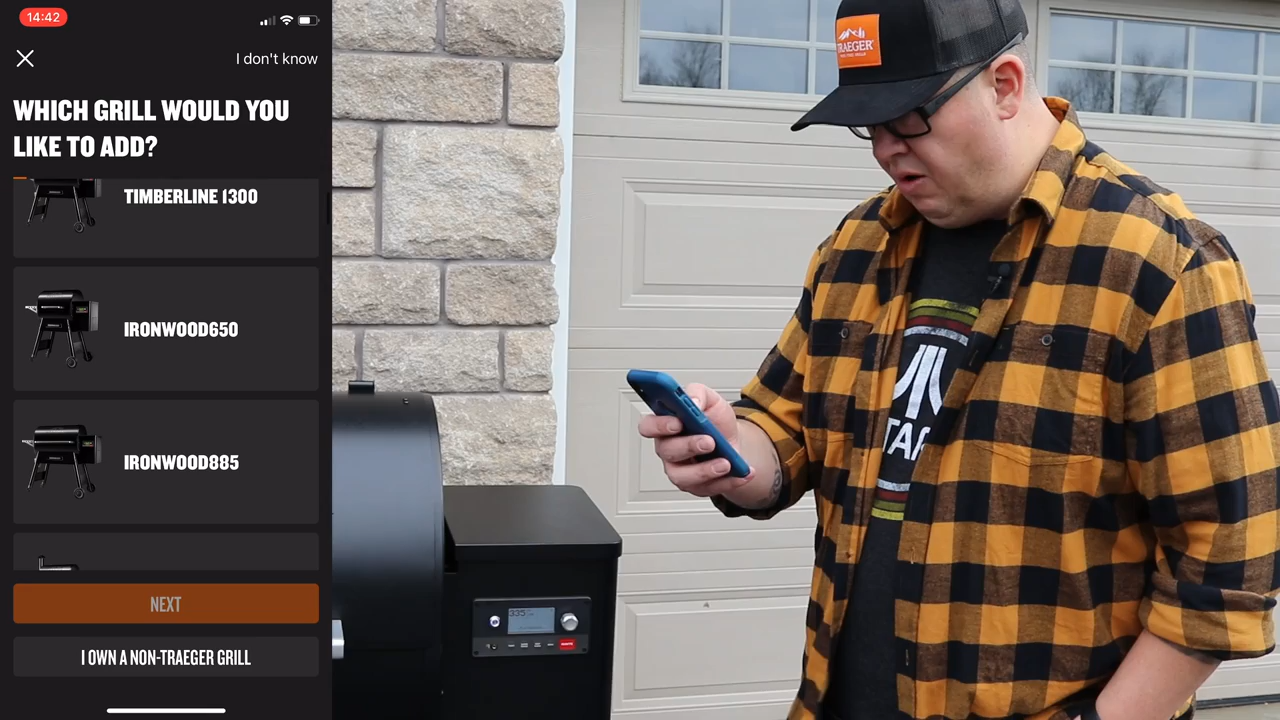 14:42
I don't know
WHICH GRILL WOULD YOU
LIKE TO ADD?
TIMBERLINE 1300
IRONWOOD650
IRONWOOD885
NEXT
I OWN A NON-TRAEGER GRILL
TRAEGER
335